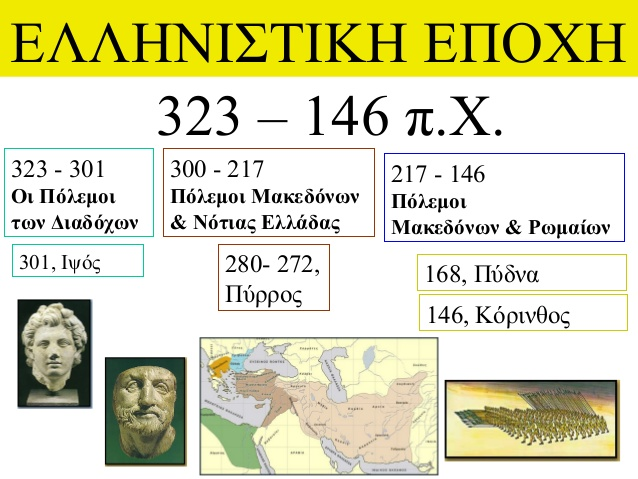 ΕΛΛΗΝΙΣΤΙΚΗ ΕΠΟΧΗ
323 – 146 π.Χ.
323 - 301
Οι Πόλεμοι
των Διαδόχων
300 - 217
Πόλεμοι Μακεδόνων
& Νότιας Ελλάδας
217 - 146
Πόλεμοι
Μακεδόνων & Ρωμαίων
301, Ιψός
280- 272,
Πύρρος
168, Πύδνα
146, Κόρινθος